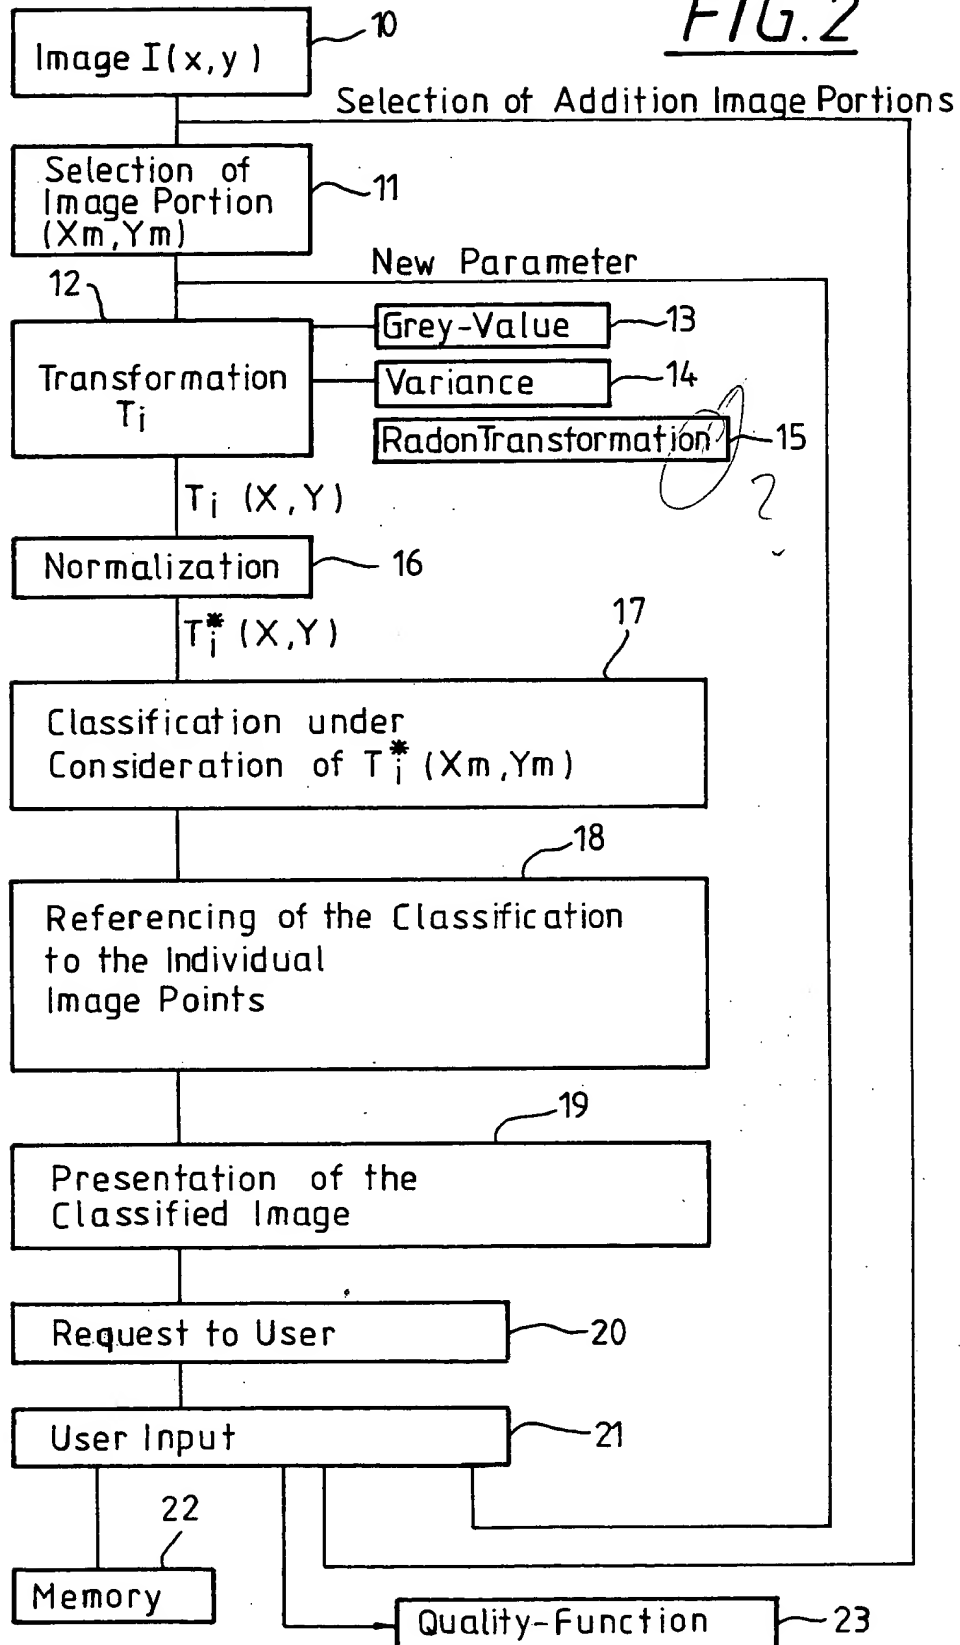 FIG.2
Image I(x,y)
10
Selection of Addition Image Portions
Selection of
Image Portion
(Xm,Ym)
11
New Parameter
12
Transformation
Ti
Grey-Value
13
Variance
14
RadonTransformation
15
?
Ti (X,Y)
Normalization
16
Ti* (X,Y)
17
Classification under
Consideration of Ti* (Xm,Ym)
18
Referencing of the Classification
to the Individual
Image Points
19
Presentation of the
Classified Image
Request to User
20
User Input
21
22
Memory
Quality-Function
23